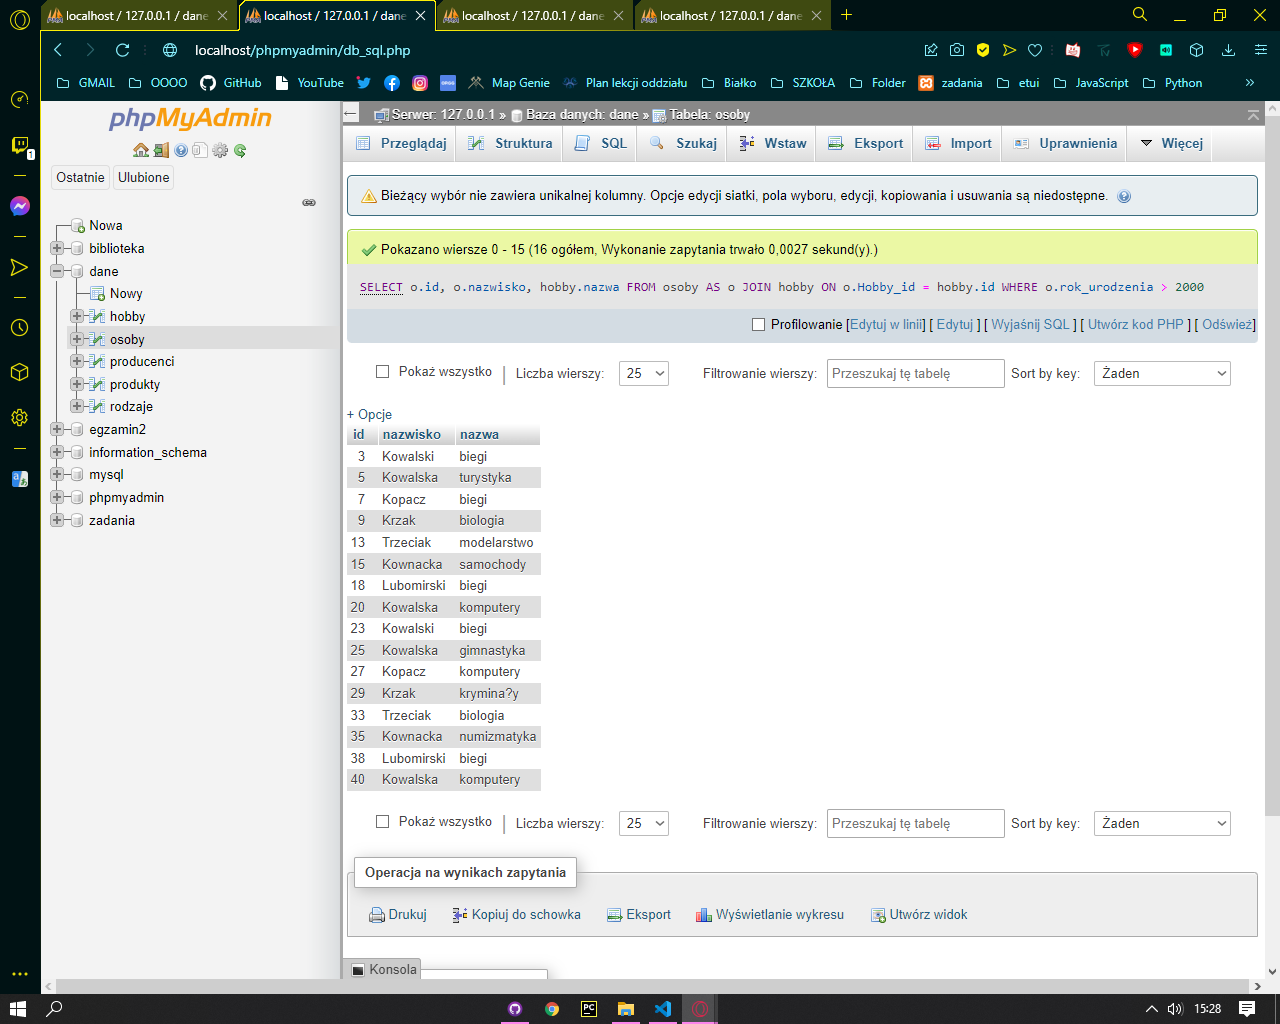 localhost / 127.0.0.1 / dane
localhost / 127.0.0.1 / dane
localhost / 127.0.0.1 / dane
localhost / 127.0.0.1 / dane
localhost/phpmyadmin/db_sql.php
GMAIL OOOO GitHub YouTube Map Genie Plan lekcji oddziału Białko SZKOŁA Folder zadania etui JavaScript Python »
1
phpMyAdmin
Ostatnie Ulubione
Nowa
biblioteka
dane
Nowy
hobby
osoby
producenci
produkty
rodzaje
egzamin2
information_schema
mysql
phpmyadmin
zadania
Serwer: 127.0.0.1 » Baza danych: dane » Tabela: osoby
Przeglądaj Struktura SQL Szukaj Wstaw Eksport Import Uprawnienia Więcej
Bieżący wybór nie zawiera unikalnej kolumny. Opcje edycji siatki, pola wyboru, edycji, kopiowania i usuwania są niedostępne.
Pokazano wiersze 0 - 15 (16 ogółem, Wykonanie zapytania trwało 0,0027 sekund(y).)
SELECT o.id, o.nazwisko, hobby.nazwa FROM osoby AS o JOIN hobby ON o.Hobby_id = hobby.id WHERE o.rok_urodzenia > 2000
Profilowanie [Edytuj w linii] [ Edytuj ] [ Wyjaśnij SQL ] [ Utwórz kod PHP ] [ Odśwież]
Pokaż wszystko Liczba wierszy: 25 Filtrowanie wierszy: Przeszukaj tę tabelę Sort by key: Żaden
+ Opcje
id nazwisko nazwa
3 Kowalski biegi
5 Kowalska turystyka
7 Kopacz biegi
9 Krzak biologia
13 Trzeciak modelarstwo
15 Kownacka samochody
18 Lubomirski biegi
20 Kowalska komputery
23 Kowalski biegi
25 Kowalska gimnastyka
27 Kopacz komputery
29 Krzak krymina?y
33 Trzeciak biologia
35 Kownacka numizmatyka
38 Lubomirski biegi
40 Kowalska komputery
Pokaż wszystko Liczba wierszy: 25 Filtrowanie wierszy: Przeszukaj tę tabelę Sort by key: Żaden
Operacja na wynikach zapytania
Drukuj Kopiuj do schowka Eksport Wyświetlanie wykresu Utwórz widok
Konsola
PC
15:28